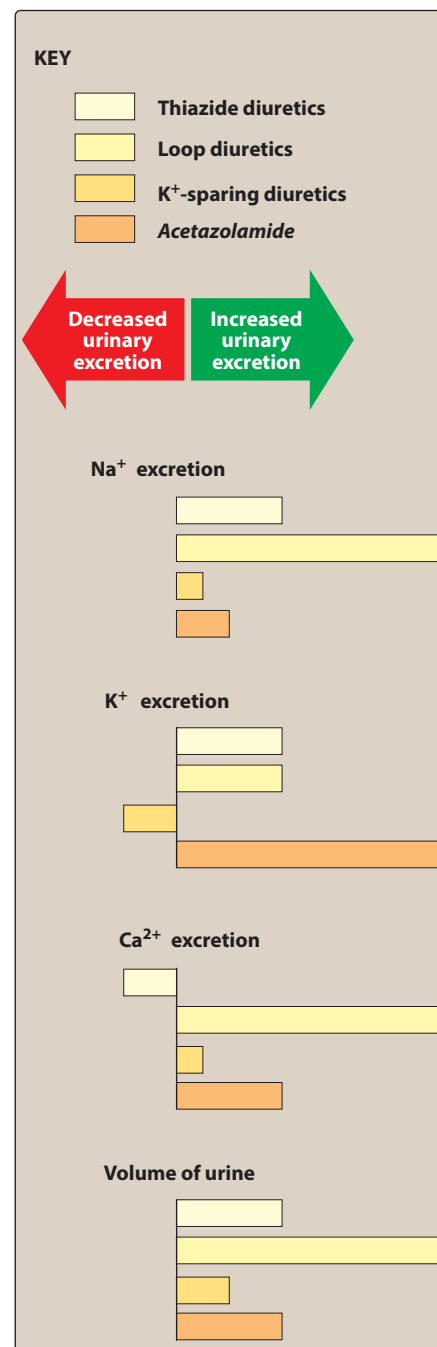 KEY
Thiazide diuretics
Loop diuretics
K⁺-sparing diuretics
Acetazolamide
Decreased
urinary
excretion
Increased
urinary
excretion
Na⁺ excretion
K⁺ excretion
Ca²⁺ excretion
Volume of urine